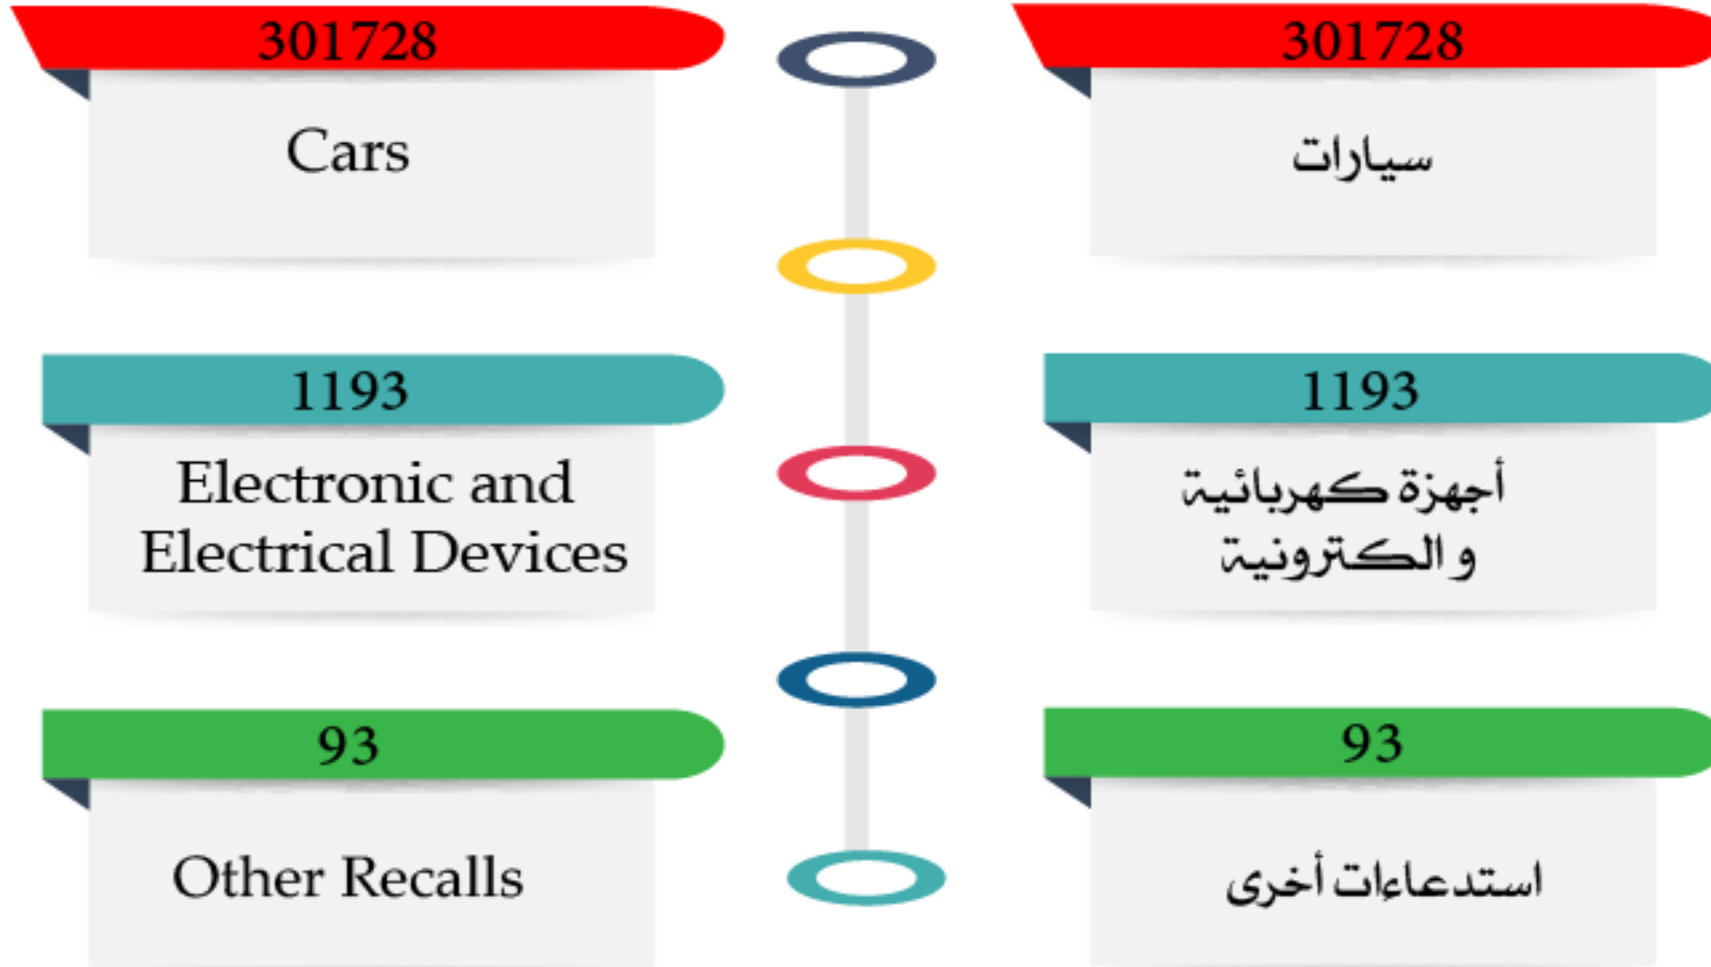 301728
Cars
1193
Electronic and
Electrical Devices
93
Other Recalls
301728
سيارات
1193
أجهزة كهربائية
و الكترونية
93
استدعاءات أخرى